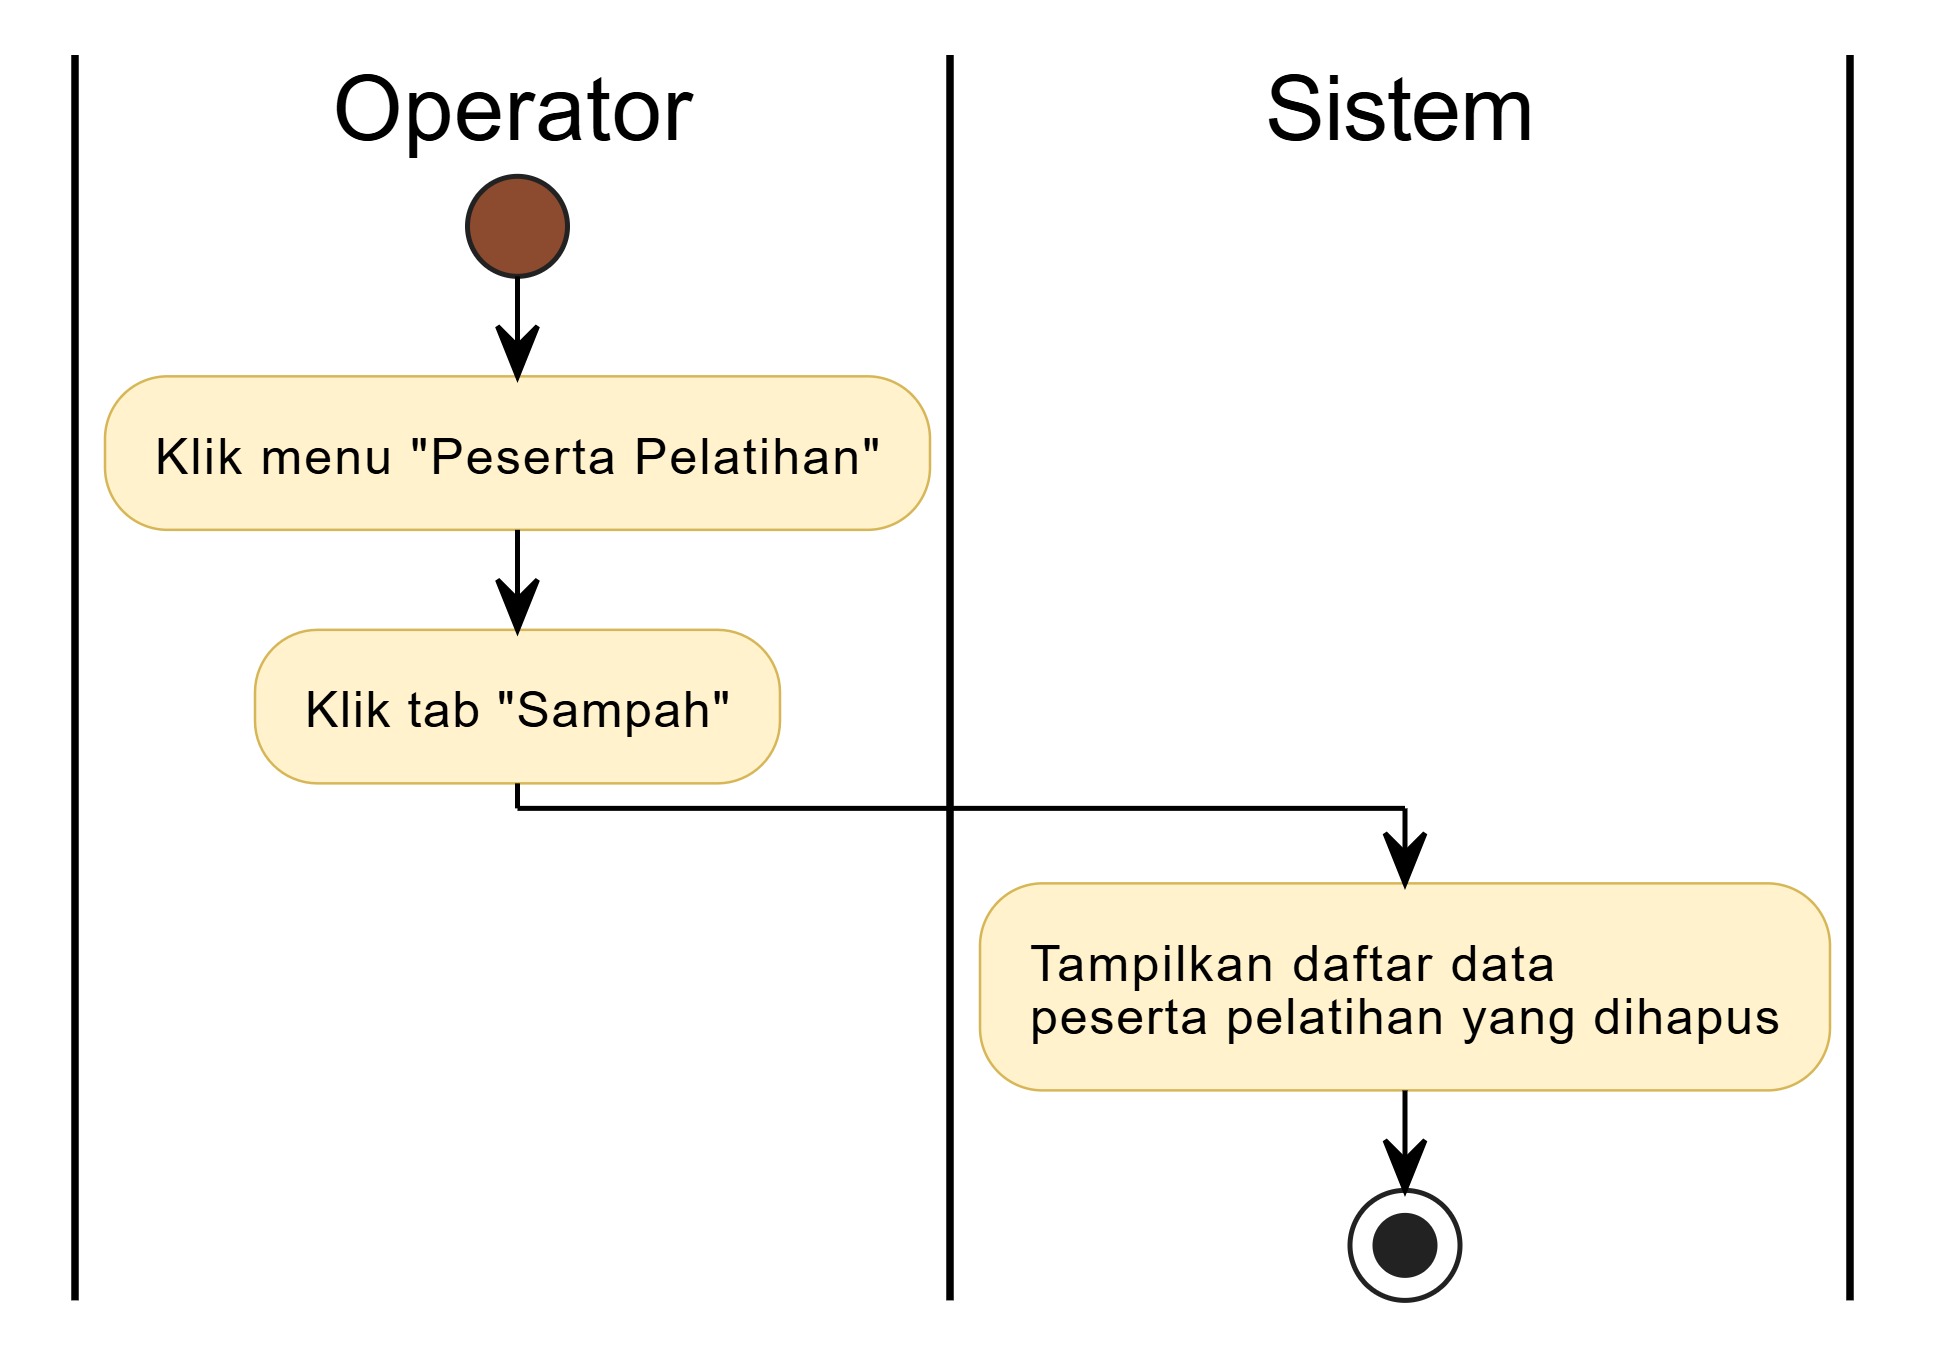 Operator
Sistem
Klik menu "Peserta Pelatihan"
Klik tab "Sampah"
Tampilkan daftar data
peserta pelatihan yang dihapus